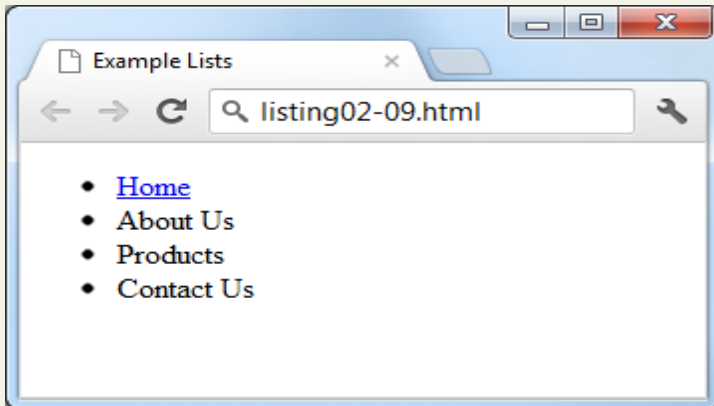 Example Lists
listing02-09.html
Home
About Us
Products
Contact Us